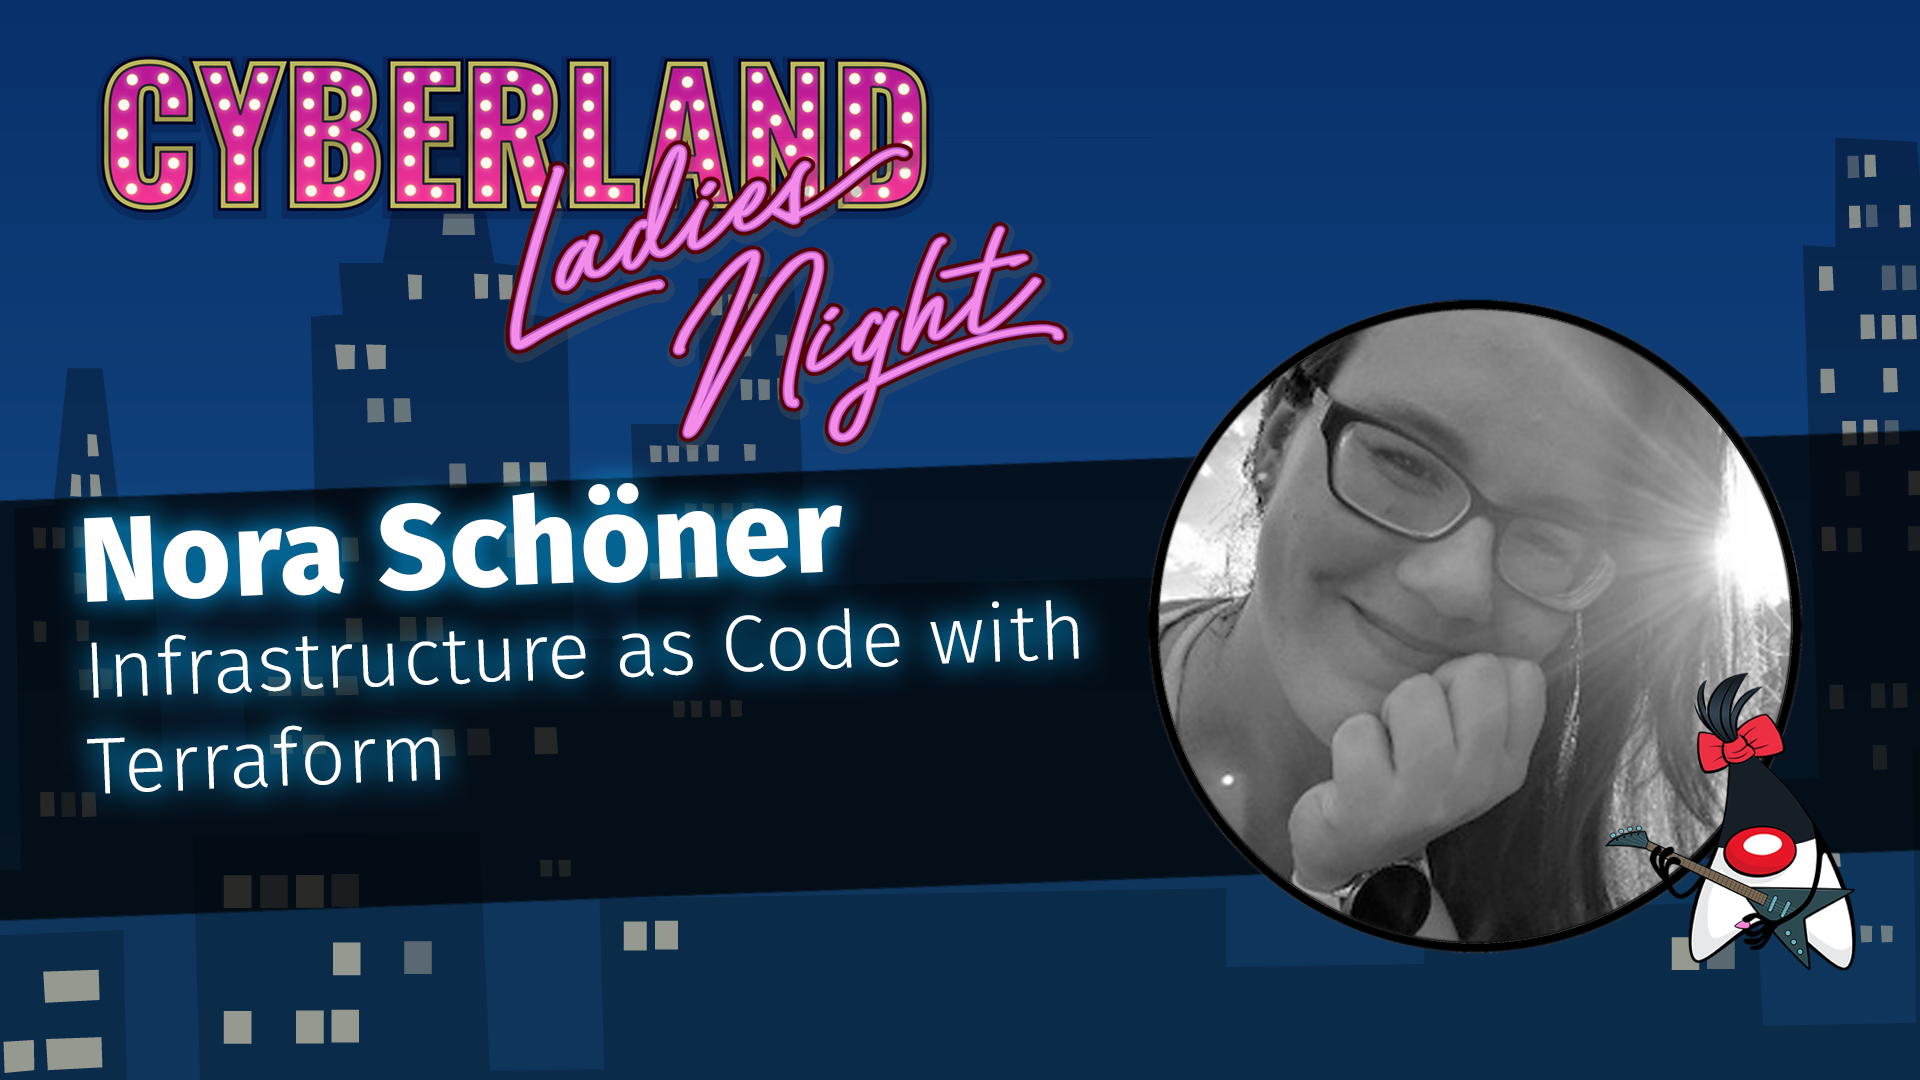 CYBERLAND
Ladies
Night
Nora Schöner
Infrastructure as Code with
Terraform